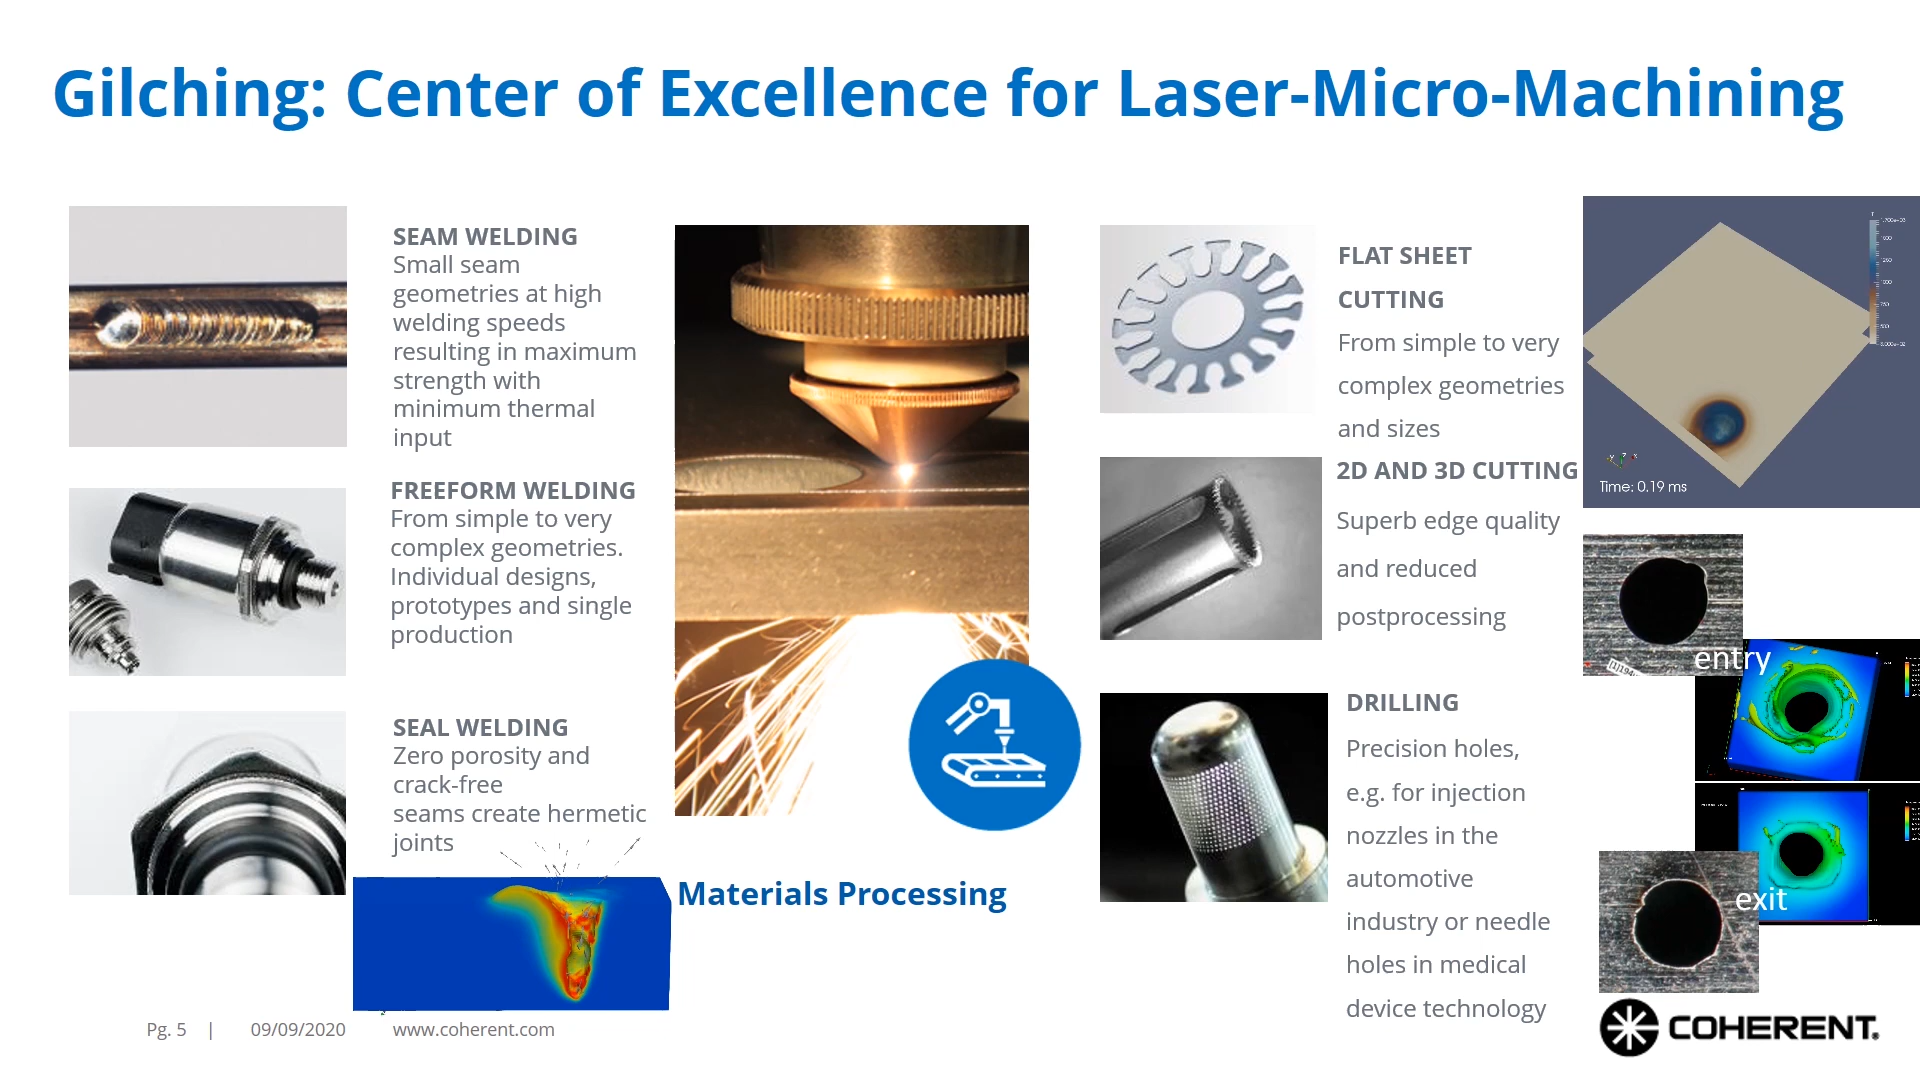 Gilching: Center of Excellence for Laser-Micro-Machining
SEAM WELDING
Small seam
geometries at high
welding speeds
resulting in maximum
strength with
minimum thermal
input
FREEFORM WELDING
From simple to very
complex geometries.
Individual designs,
prototypes and single
production
SEAL WELDING
Zero porosity and
crack-free
seams create hermetic
joints
Materials Processing
FLAT SHEET
CUTTING
From simple to very
complex geometries
and sizes
2D AND 3D CUTTING
Superb edge quality
and reduced
postprocessing
DRILLING
Precision holes,
e.g. for injection
nozzles in the
automotive
industry or needle
holes in medical
device technology
Time: 0.19 ms
entry
exit
Pg. 5 | 09/09/2020 www.coherent.com
COHERENT.